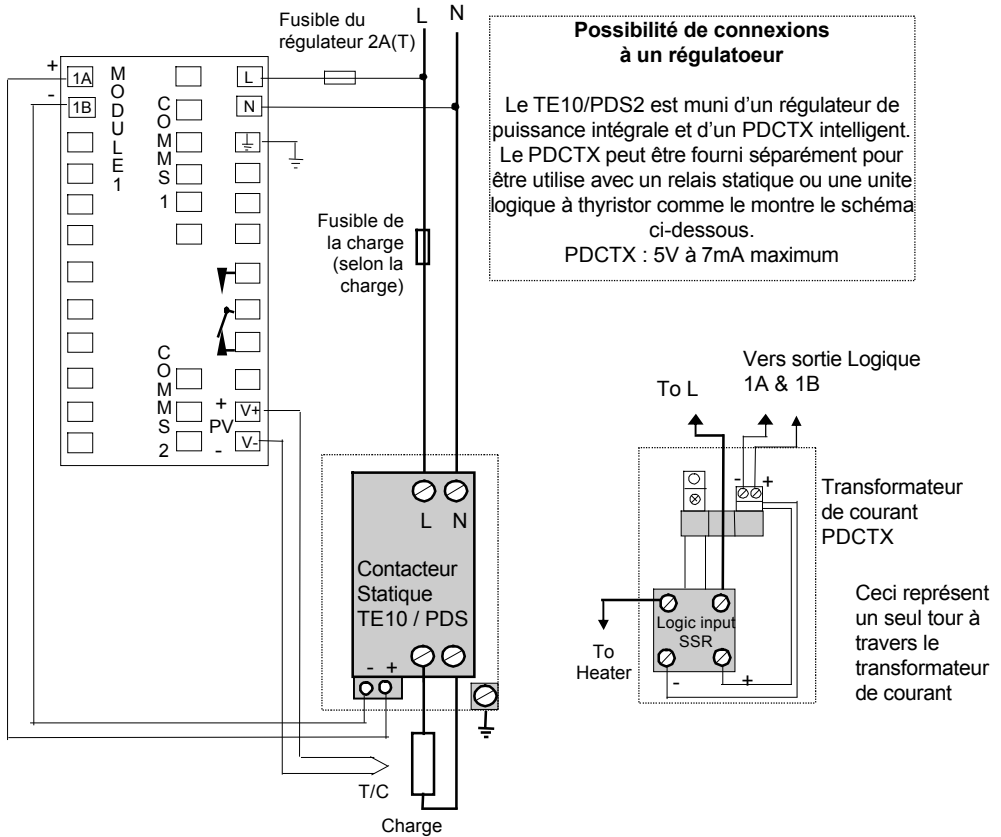 Fusible du
régulateur 2A(T)
L N
Possibilité de connexions
à un régulatoeur
Le TE10/PDS2 est muni d'un régulateur de
puissance intégrale et d'un PDCTX intelligent.
Le PDCTX peut être fourni séparément pour
être utilise avec un relais statique ou une unite
logique à thyristor comme le montre le schéma
ci-dessous.
PDCTX : 5V à 7mA maximum
+ 1A
- 1B
MODULE 1
COMMS 1
L
N
COMMS 2
+
PV
-
V+
V-
Fusible de
la charge
(selon la
charge)
L N
Contacteur
Statique
TE10 / PDS
- +
T/C
Charge
Vers sortie Logique
1A & 1B
To L
- +
Transformateur
de courant
PDCTX
Logic input
SSR
- +
To
Heater
Ceci représent
un seul tour à
travers le
transformateur
de courant